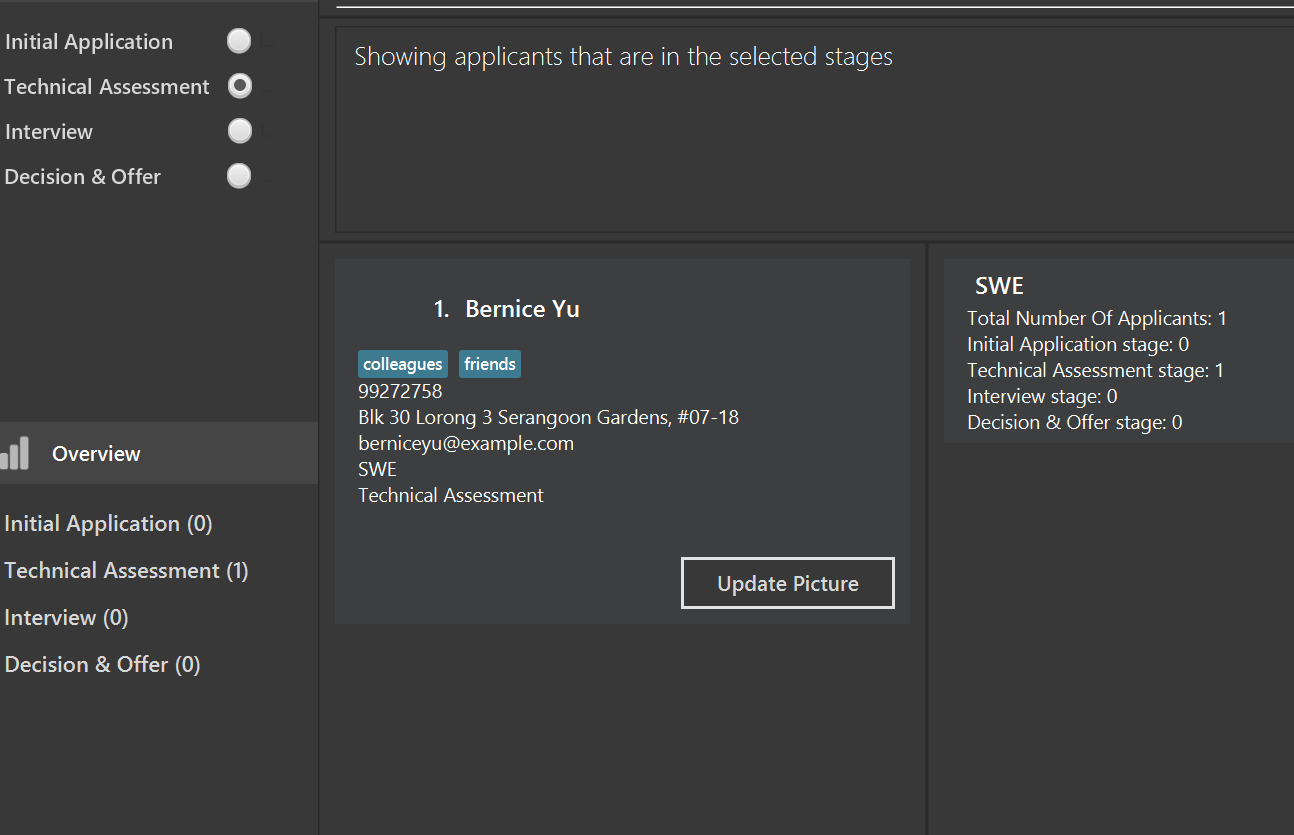 Initial Application
Technical Assessment
Interview
Decision & Offer
Overview
Initial Application (0)
Technical Assessment (1)
Interview (0)
Decision & Offer (0)
Showing applicants that are in the selected stages
1. Bernice Yu
colleagues friends
99272758
Blk 30 Lorong 3 Serangoon Gardens, #07-18
berniceyu@example.com
SWE
Technical Assessment
Update Picture
SWE
Total Number Of Applicants: 1
Initial Application stage: 0
Technical Assessment stage: 1
Interview stage: 0
Decision & Offer stage: 0